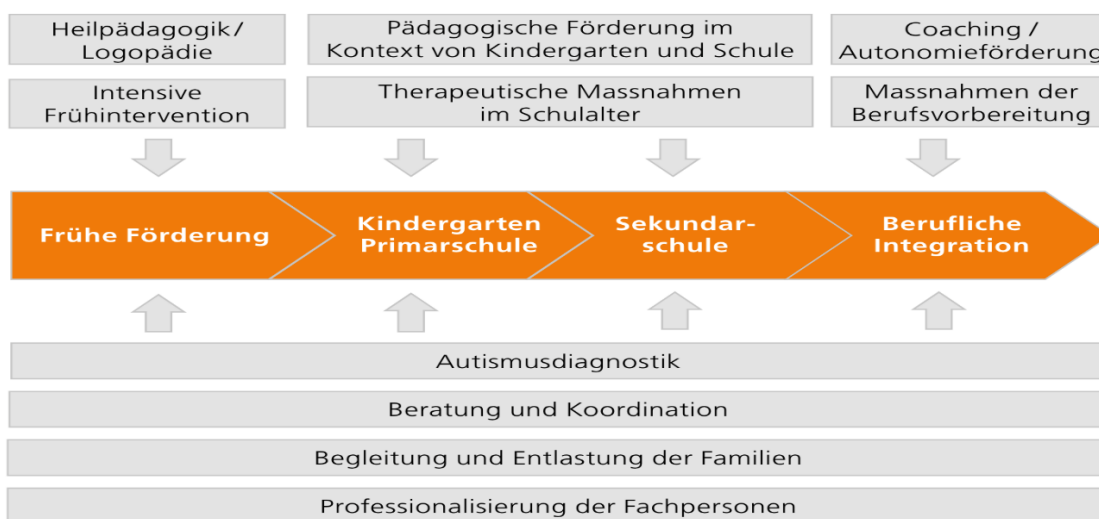 Heilpädagogik/
Logopädie
Pädagogische Förderung im
Kontext von Kindergarten und Schule
Coaching /
Autonomieförderung
Intensive
Frühintervention
Therapeutische Massnahmen
im Schulalter
Massnahmen der
Berufsvorbereitung
Frühe Förderung
Kindergarten
Primarschule
Sekundar-
schule
Berufliche
Integration
Autismusdiagnostik
Beratung und Koordination
Begleitung und Entlastung der Familien
Professionalisierung der Fachpersonen